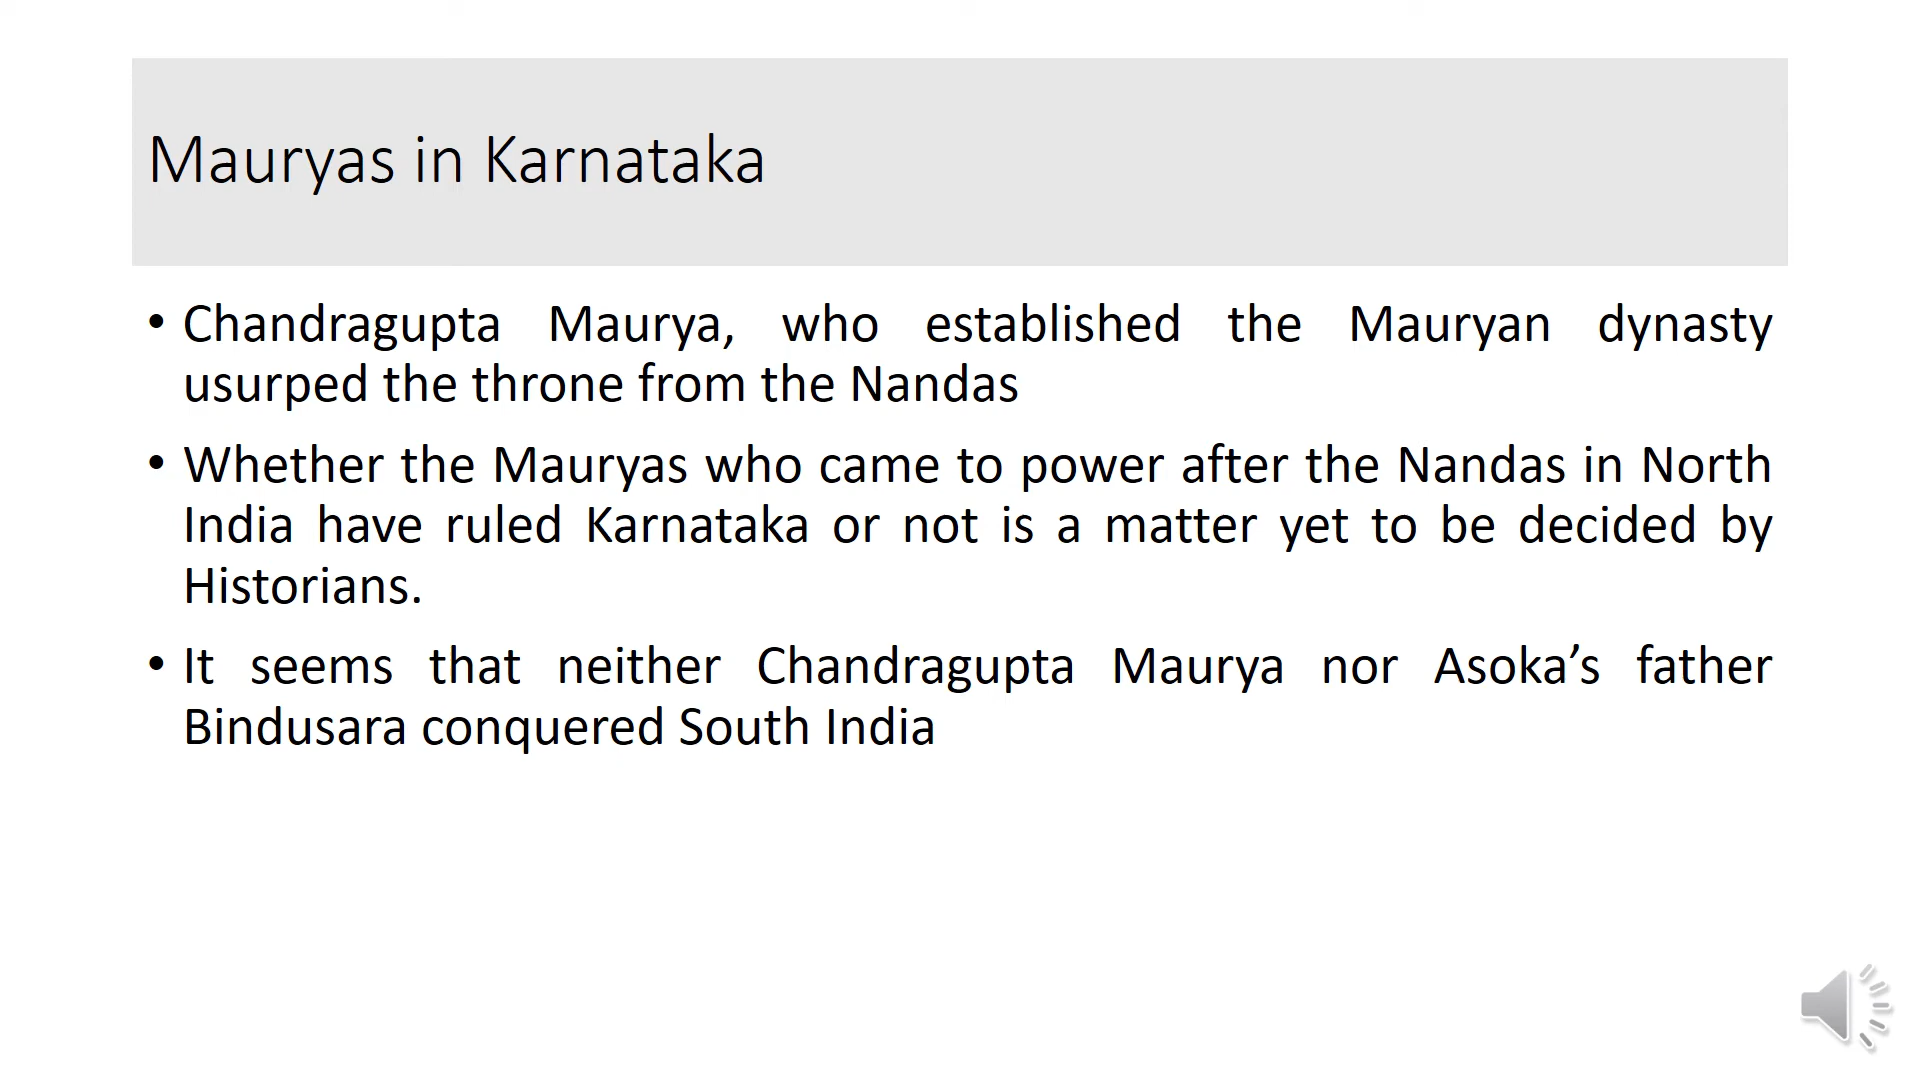 Mauryas in Karnataka
• Chandragupta Maurya, who established the Mauryan dynasty
usurped the throne from the Nandas
• Whether the Mauryas who came to power after the Nandas in North
India have ruled Karnataka or not is a matter yet to be decided by
Historians.
• It seems that neither Chandragupta Maurya nor Asoka’s father
Bindusara conquered South India